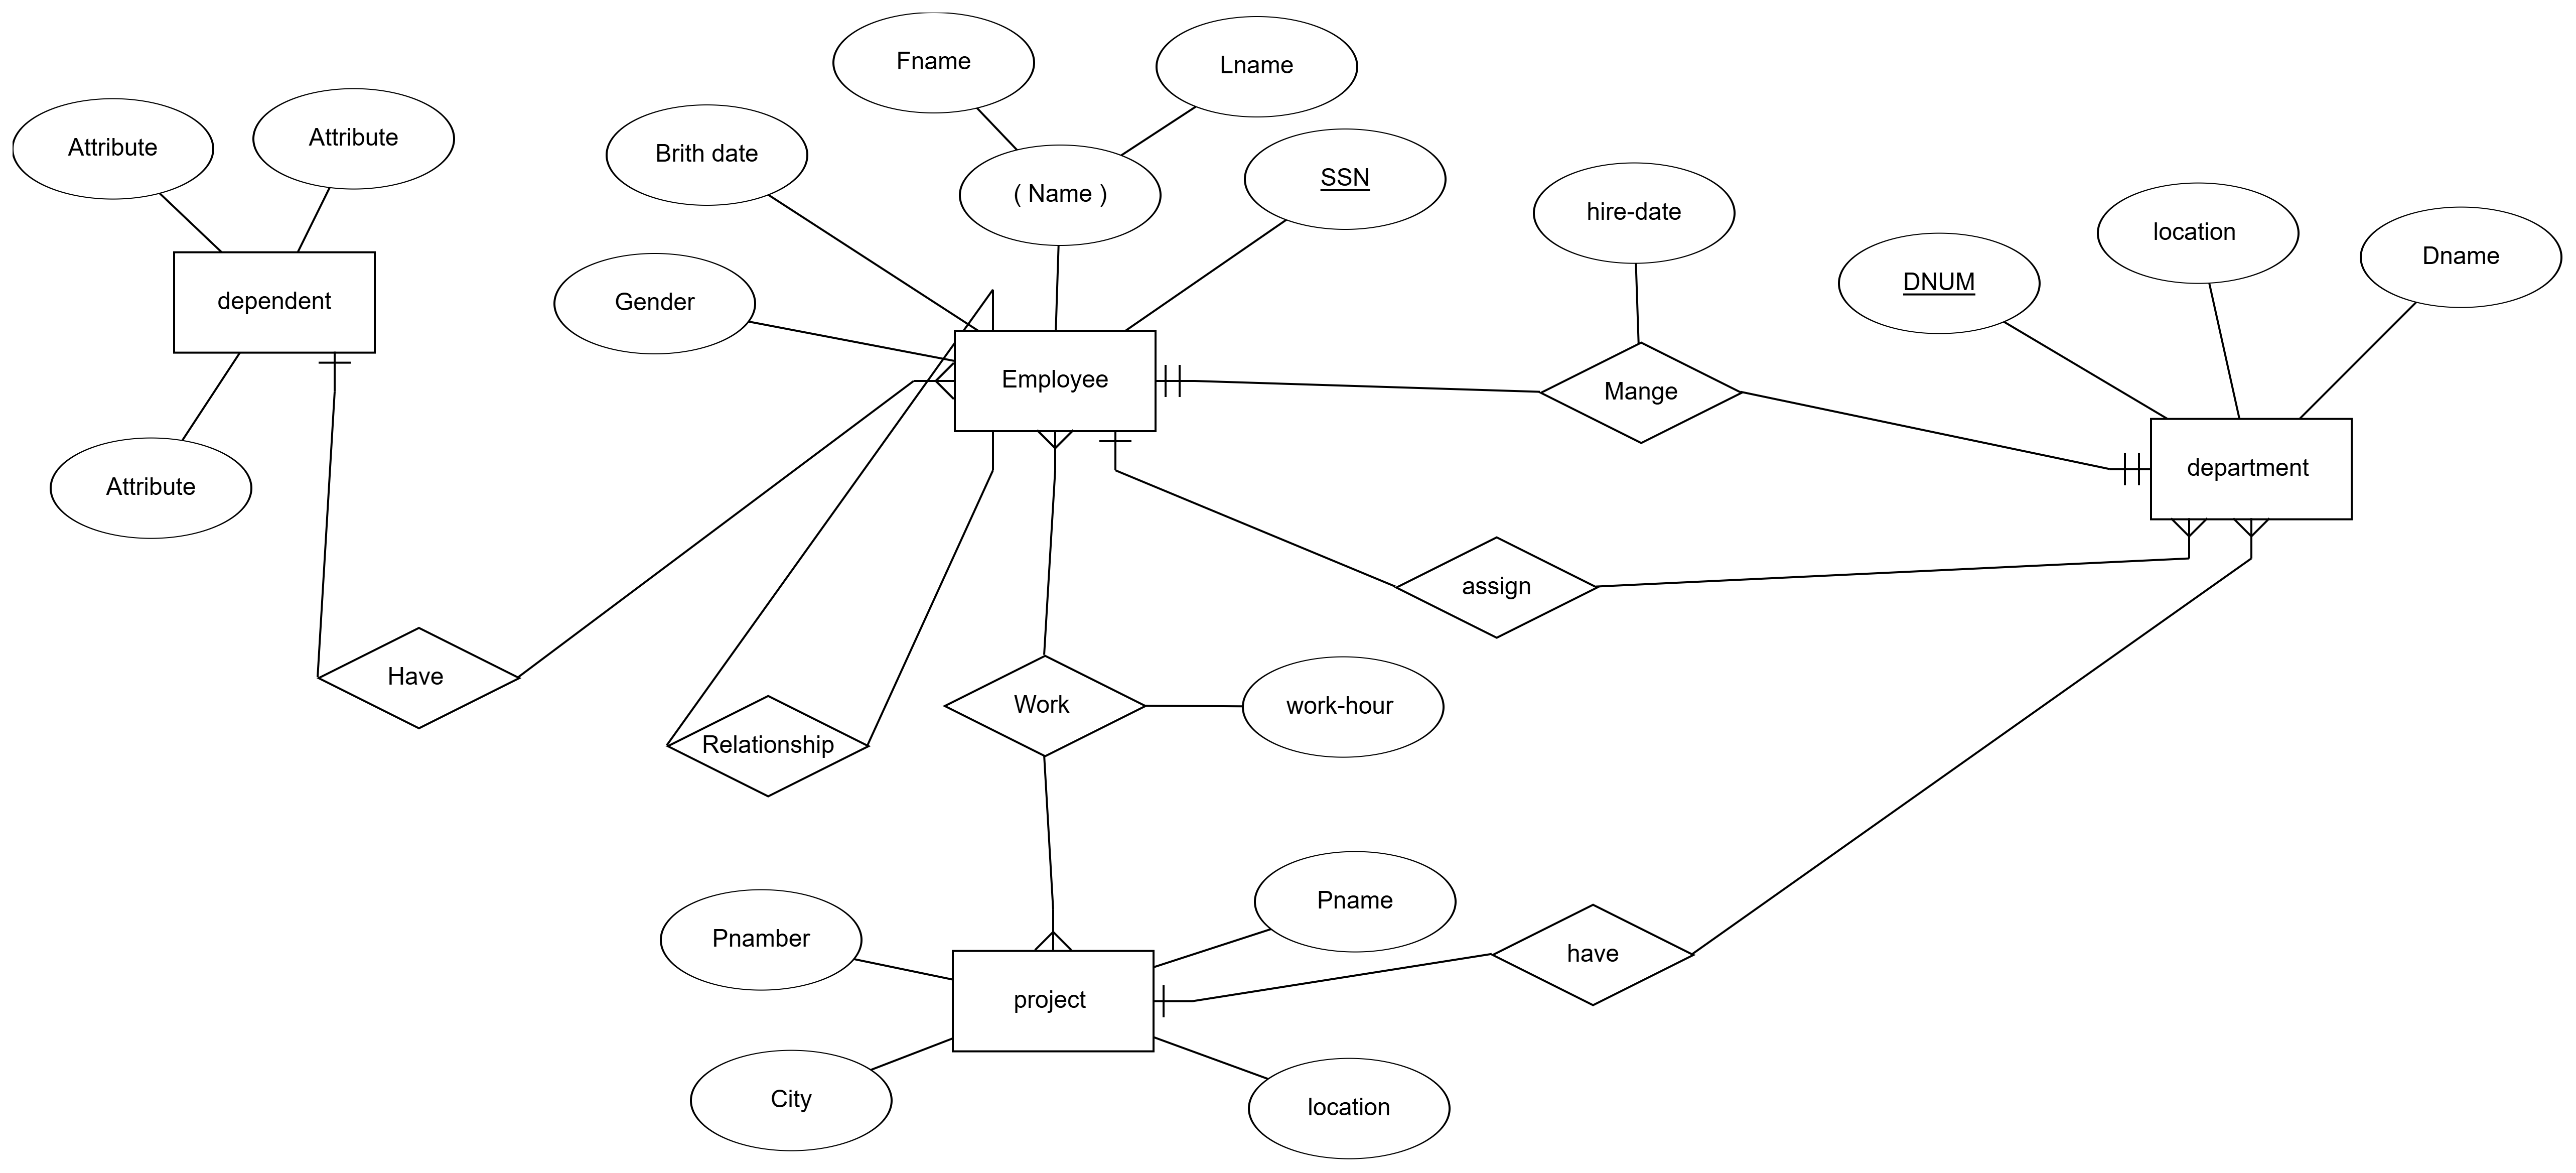 Fname
Lname
Attribute
Attribute
Brith date
( Name )
SSN
hire-date
location
Dname
DNUM
dependent
Gender
Employee
Mange
department
Attribute
assign
Have
Relationship
Work
work-hour
Pnamber
Pname
have
project
City
location